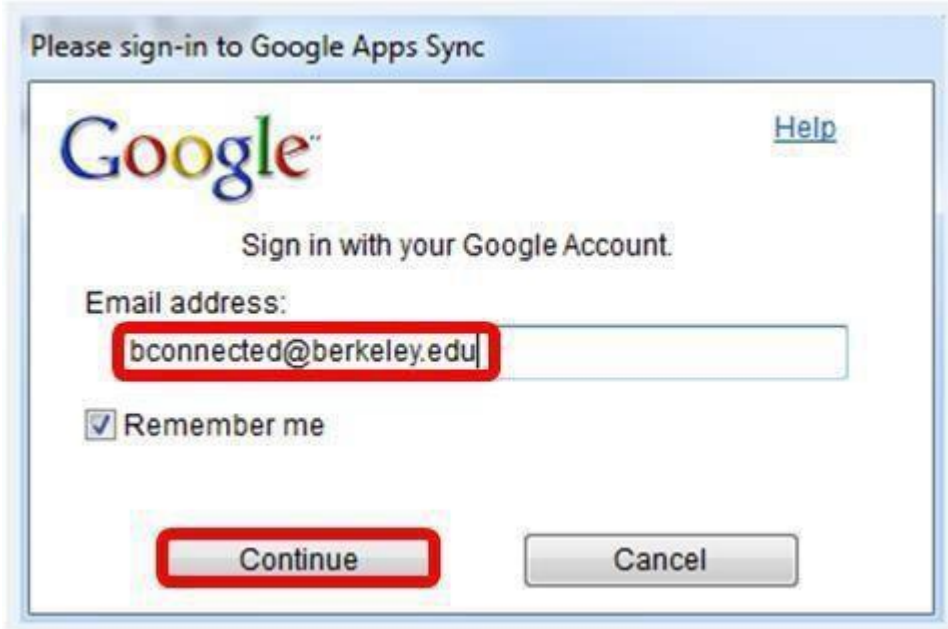 Please sign-in to Google Apps Sync
Google™
Help
Sign in with your Google Account.
Email address:
bconnected@berkeley.edu
Remember me
Continue
Cancel